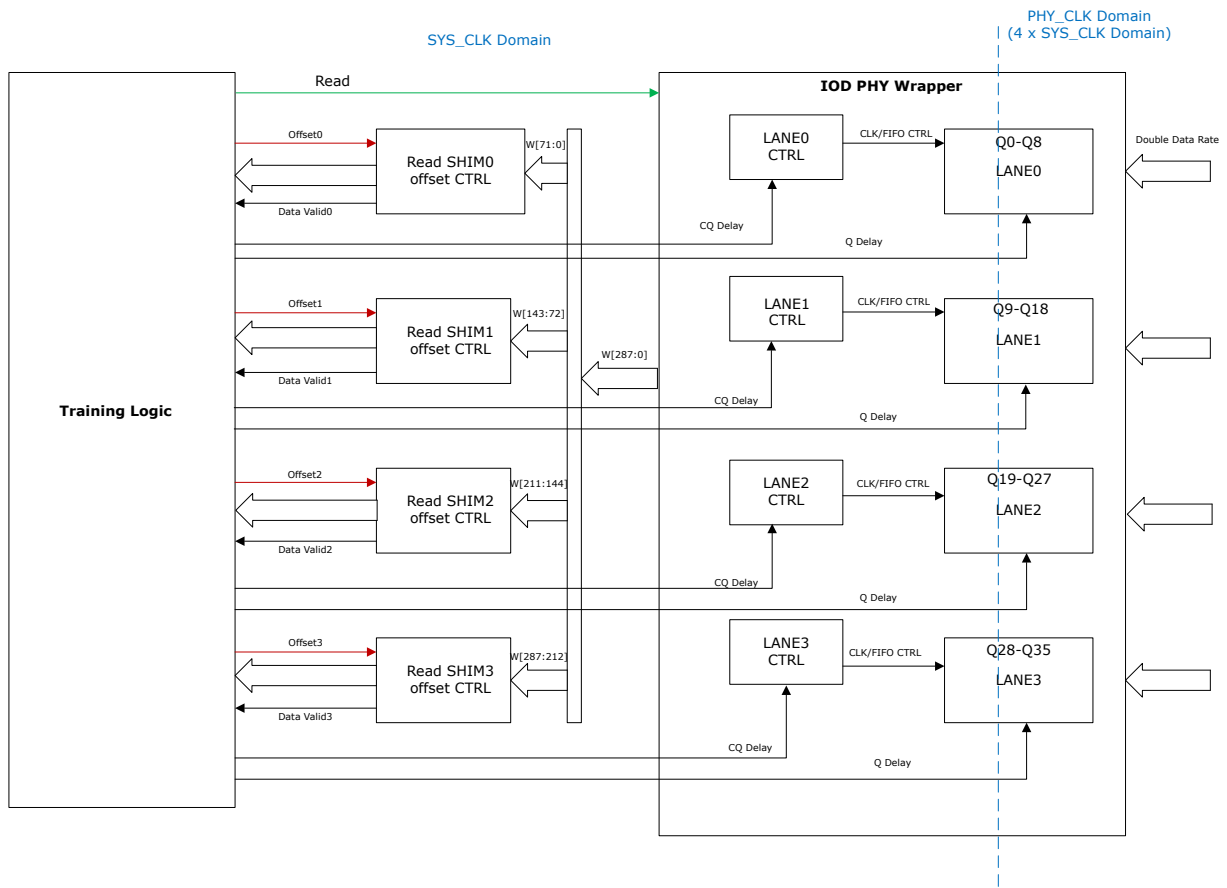 PHY_CLK Domain
(4 x SYS_CLK Domain)
SYS_CLK Domain
Read
IOD PHY Wrapper
Training Logic
Offset0
Read SHIM0
offset CTRL
Data Valid0
W[71:0]
LANE0
CTRL
CLK/FIFO CTRL
Q0-Q8
LANE0
Double Data Rate
CQ Delay
Q Delay
Offset1
Read SHIM1
offset CTRL
Data Valid1
W[143:72]
W[287:0]
LANE1
CTRL
CLK/FIFO CTRL
Q9-Q18
LANE1
CQ Delay
Q Delay
Offset2
Read SHIM2
offset CTRL
Data Valid2
W[211:144]
LANE2
CTRL
CLK/FIFO CTRL
Q19-Q27
LANE2
CQ Delay
Q Delay
Offset3
Read SHIM3
offset CTRL
Data Valid3
W[287:212]
LANE3
CTRL
CLK/FIFO CTRL
Q28-Q35
LANE3
CQ Delay
Q Delay